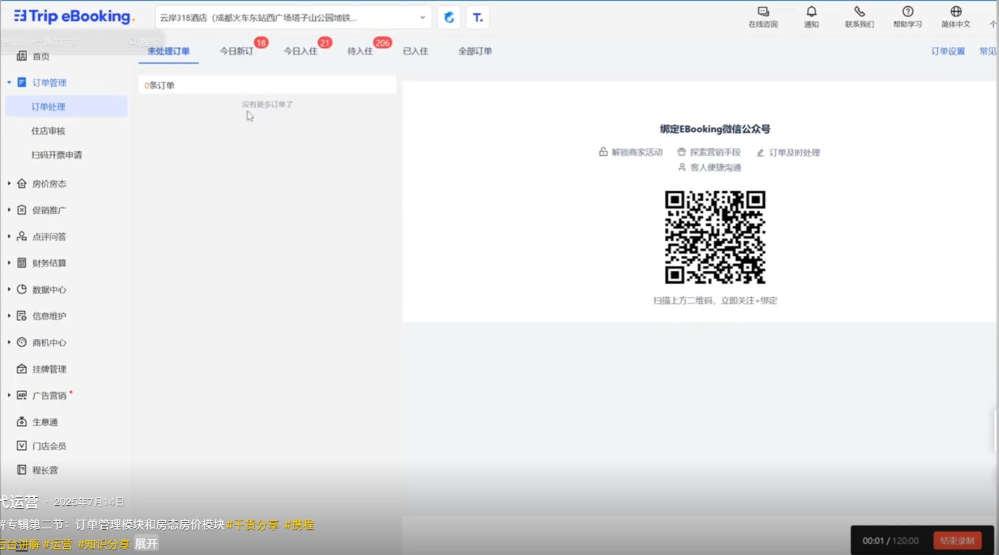 Trip eBooking.
云岸318酒店（成都火车东站西广场塔子山公园地铁...
T.
在线咨询
通知
联系我们
帮助学习
简体中文
搜索你感兴趣的内容
搜索
首页
订单管理
订单处理
住店审核
扫码开票申请
房价房态
促销推广
点评问答
财务结算
数据中心
信息维护
商机中心
挂牌管理
广告营销
生意通
门店会员
程长营
未处理订单
今日新订 18
今日入住 21
待入住 206
已入住
全部订单
订单设置
常见
0条订单
没有更多订单了
绑定EBooking微信公众号
解锁商家活动 探索营销手段 订单及时处理
客人便捷沟通
扫描上方二维码，立即关注+绑定
代运营 · 2025年7月14日
解专辑第二节：订单管理模块和房态房价模块#干货分享 #携程
后台讲解 #运营 #知识分享 展开
00:01 / 120:00
结束录制